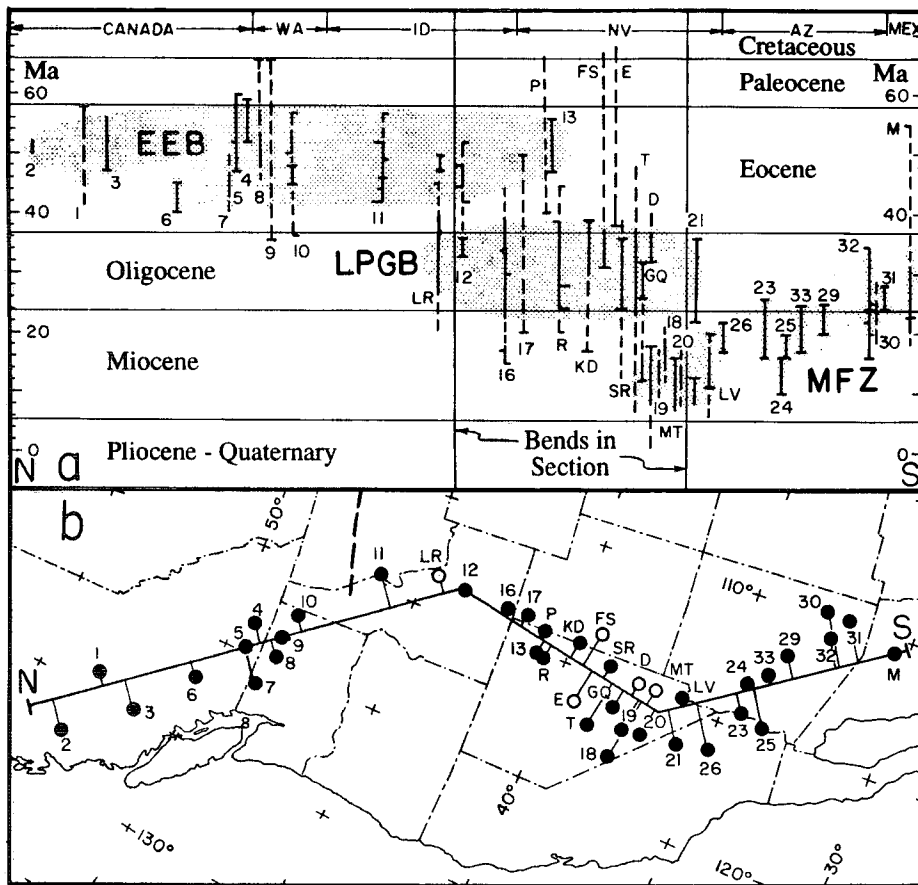 CANADA WA ID NV AZ MEX
Cretaceous
Ma FS E Paleocene Ma
60 P 60
13 M
EEB
1 2 3 4 T Eocene
5 8 11 D
40 1 6 7 21 40
9 10 32
Oligocene LPGB 12 GQ 23 33 29 31
LR 18 26 25
20 17 R 20 30
Miocene 16 KD SR LV MFZ
19 24
MT
Pliocene - Quaternary Bends in
Section
0 0
N a S
b 50°
11 LR
12 110°
4 10 16 17 P FS 30
1 5 9 KD SR S
N 8 13 R D MT 29 31
6 7 E GQ LV 24 33 32 M
3 T 19 20 23
2 8 18 21 26 25
40°
130° 120° 30°